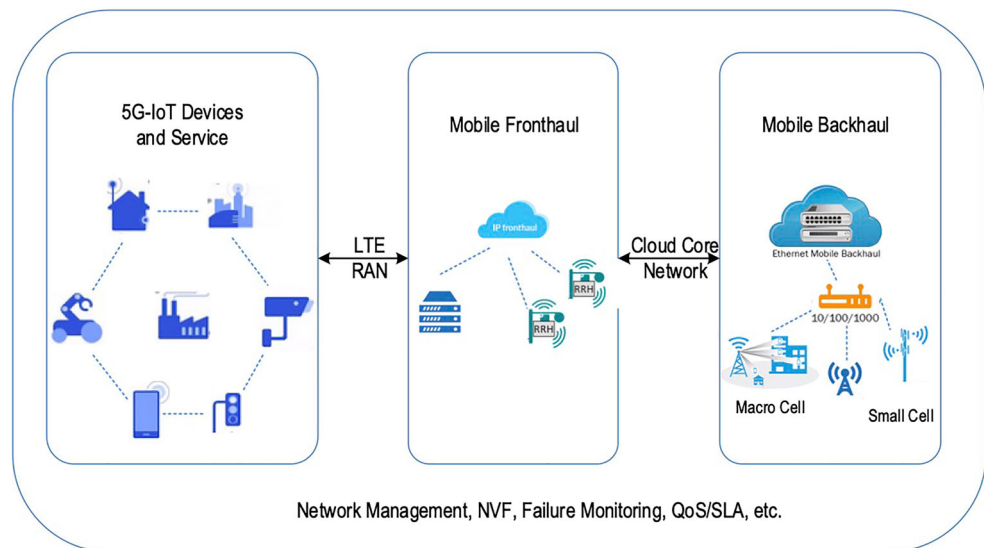 5G-IoT Devices
and Service
Mobile Fronthaul
Mobile Backhaul
LTE
RAN
IP fronthaul
RRH
RRH
Cloud Core
Network
Ethernet Mobile Backhaul
10/100/1000
Macro Cell
Small Cell
Network Management, NVF, Failure Monitoring, QoS/SLA, etc.